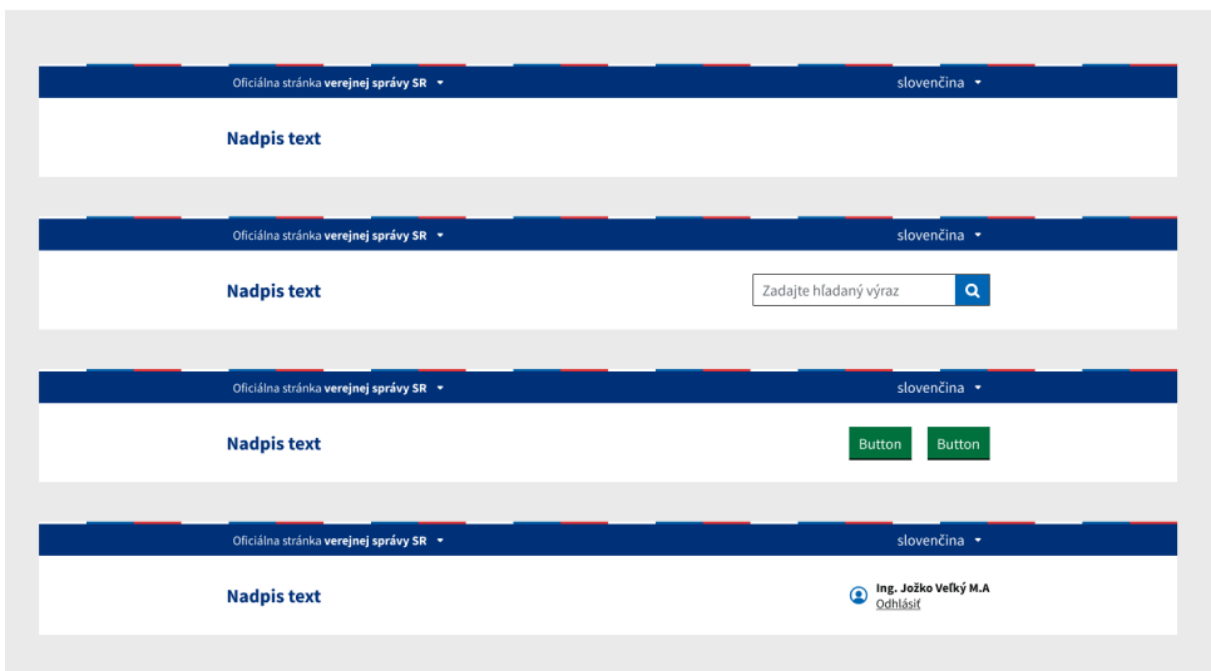 Oficiálna stránka verejnej správy SR slovenčina
Nadpis text
Oficiálna stránka verejnej správy SR slovenčina
Nadpis text Zadajte hľadaný výraz
Oficiálna stránka verejnej správy SR slovenčina
Nadpis text Button Button
Oficiálna stránka verejnej správy SR slovenčina
Nadpis text Ing. Jožko Veľký M.A
Odhlásiť